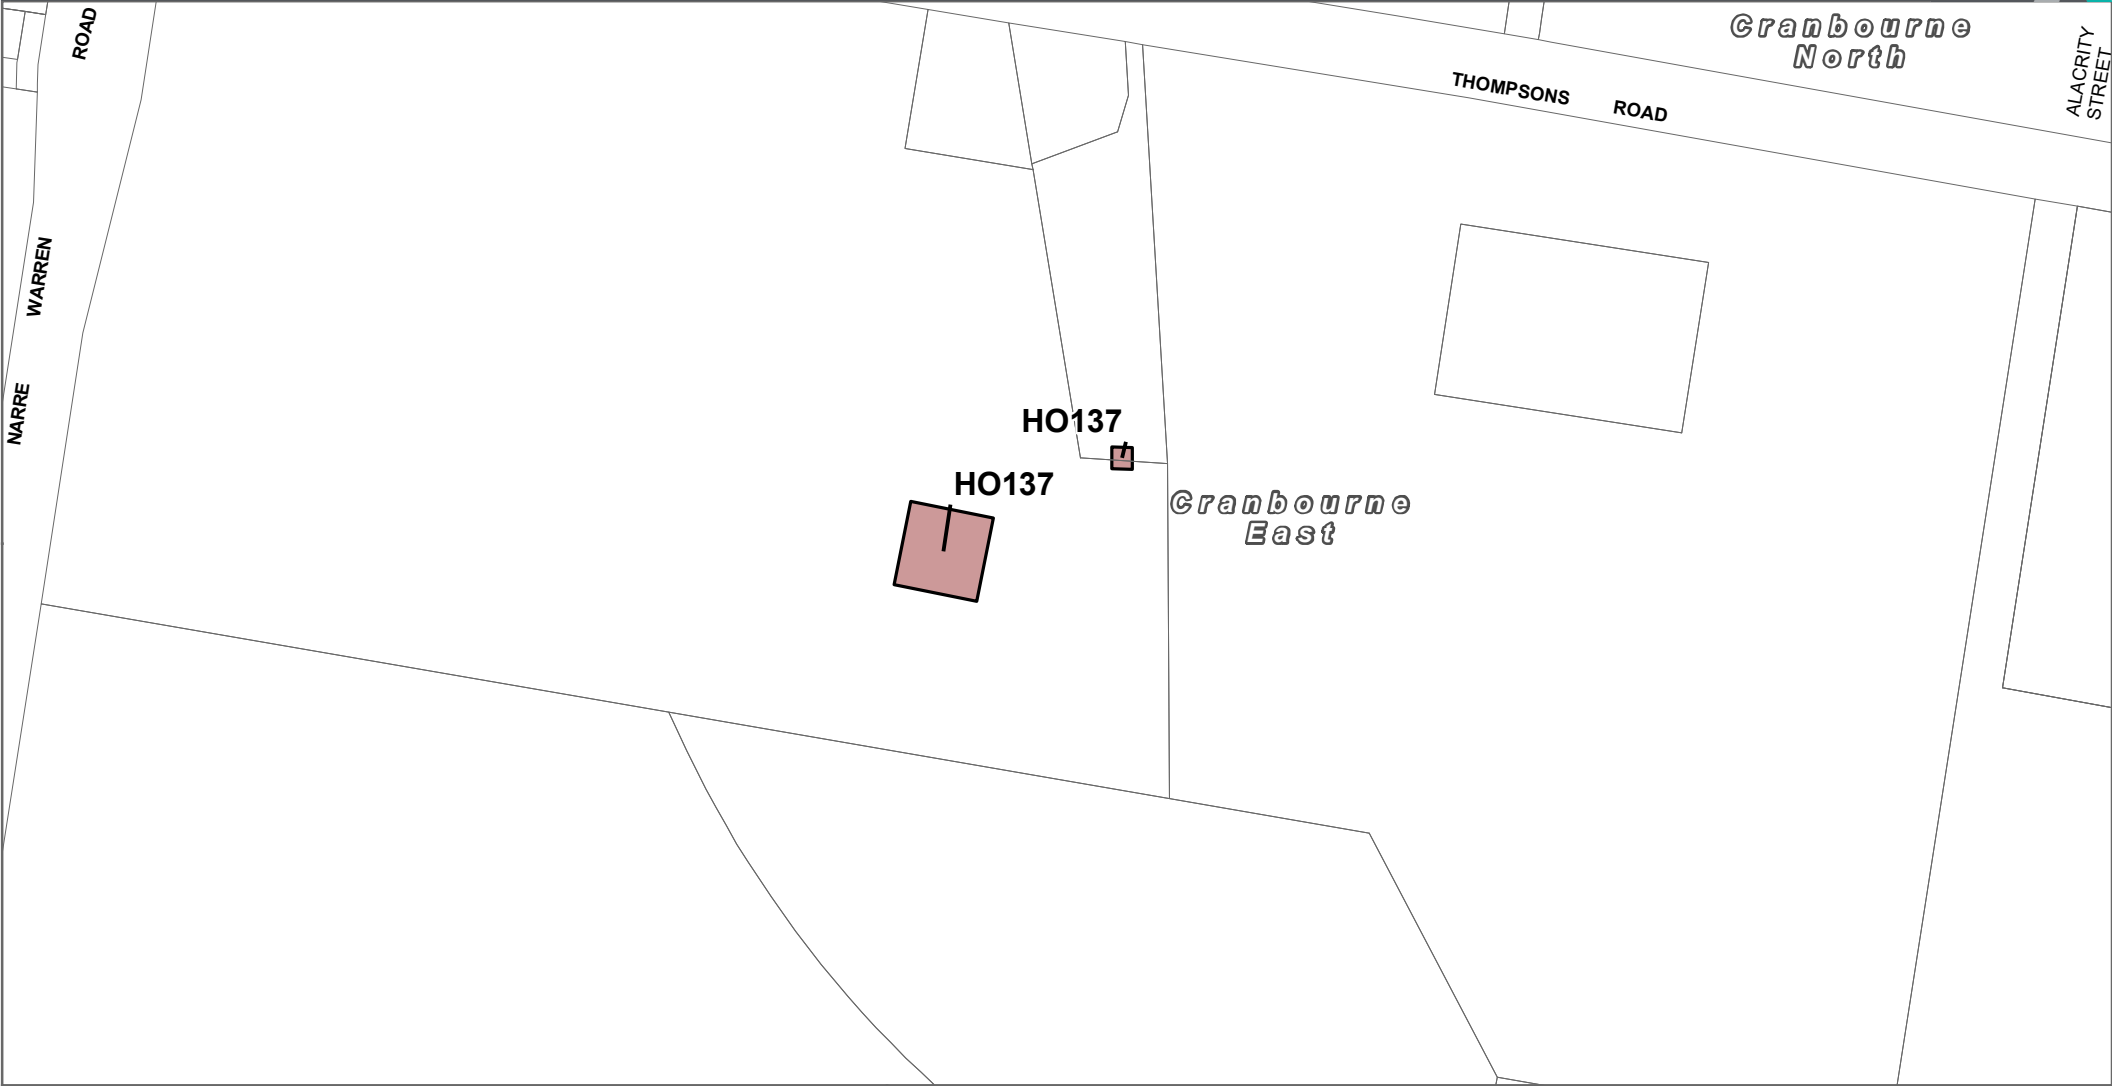 ROAD
Cranbourne
North
ALACRITY
STREET
THOMPSONS ROAD
WARREN
NARRE
HO137
HO137
Cranbourne
East